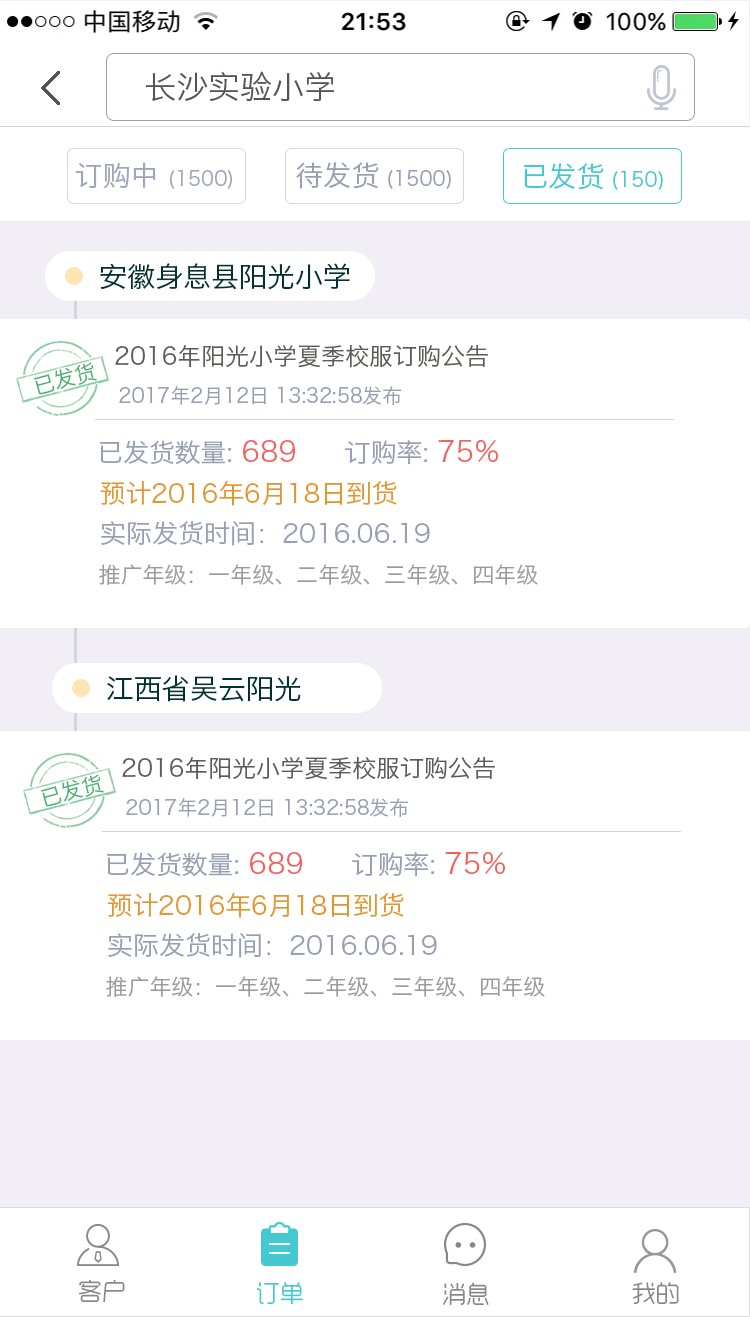 中国移动 21:53 100%
长沙实验小学
订购中 (1500) 待发货 (1500) 已发货 (150)
安徽身息县阳光小学
已发货
2016年阳光小学夏季校服订购公告
2017年2月12日 13:32:58发布
已发货数量: 689 订购率: 75%
预计2016年6月18日到货
实际发货时间：2016.06.19
推广年级：一年级、二年级、三年级、四年级
江西省吴云阳光
已发货
2016年阳光小学夏季校服订购公告
2017年2月12日 13:32:58发布
已发货数量: 689 订购率: 75%
预计2016年6月18日到货
实际发货时间：2016.06.19
推广年级：一年级、二年级、三年级、四年级
客户 订单 消息 我的